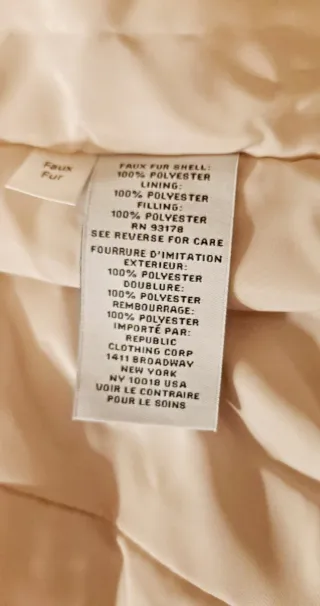 Faux
Fur
FAUX FUR SHELL:
100% POLYESTER
LINING:
100% POLYESTER
FILLING:
100% POLYESTER
RN 93178
SEE REVERSE FOR CARE
FOURRURE D'IMITATION
EXTERIEUR:
100% POLYESTER
DOUBLURE:
100% POLYESTER
REMBOURRAGE:
100% POLYESTER
IMPORTÉ PAR:
REPUBLIC
CLOTHING CORP
1411 BROADWAY
NEW YORK
NY 10018 USA
VOIR LE CONTRAIRE
POUR LE SOINS